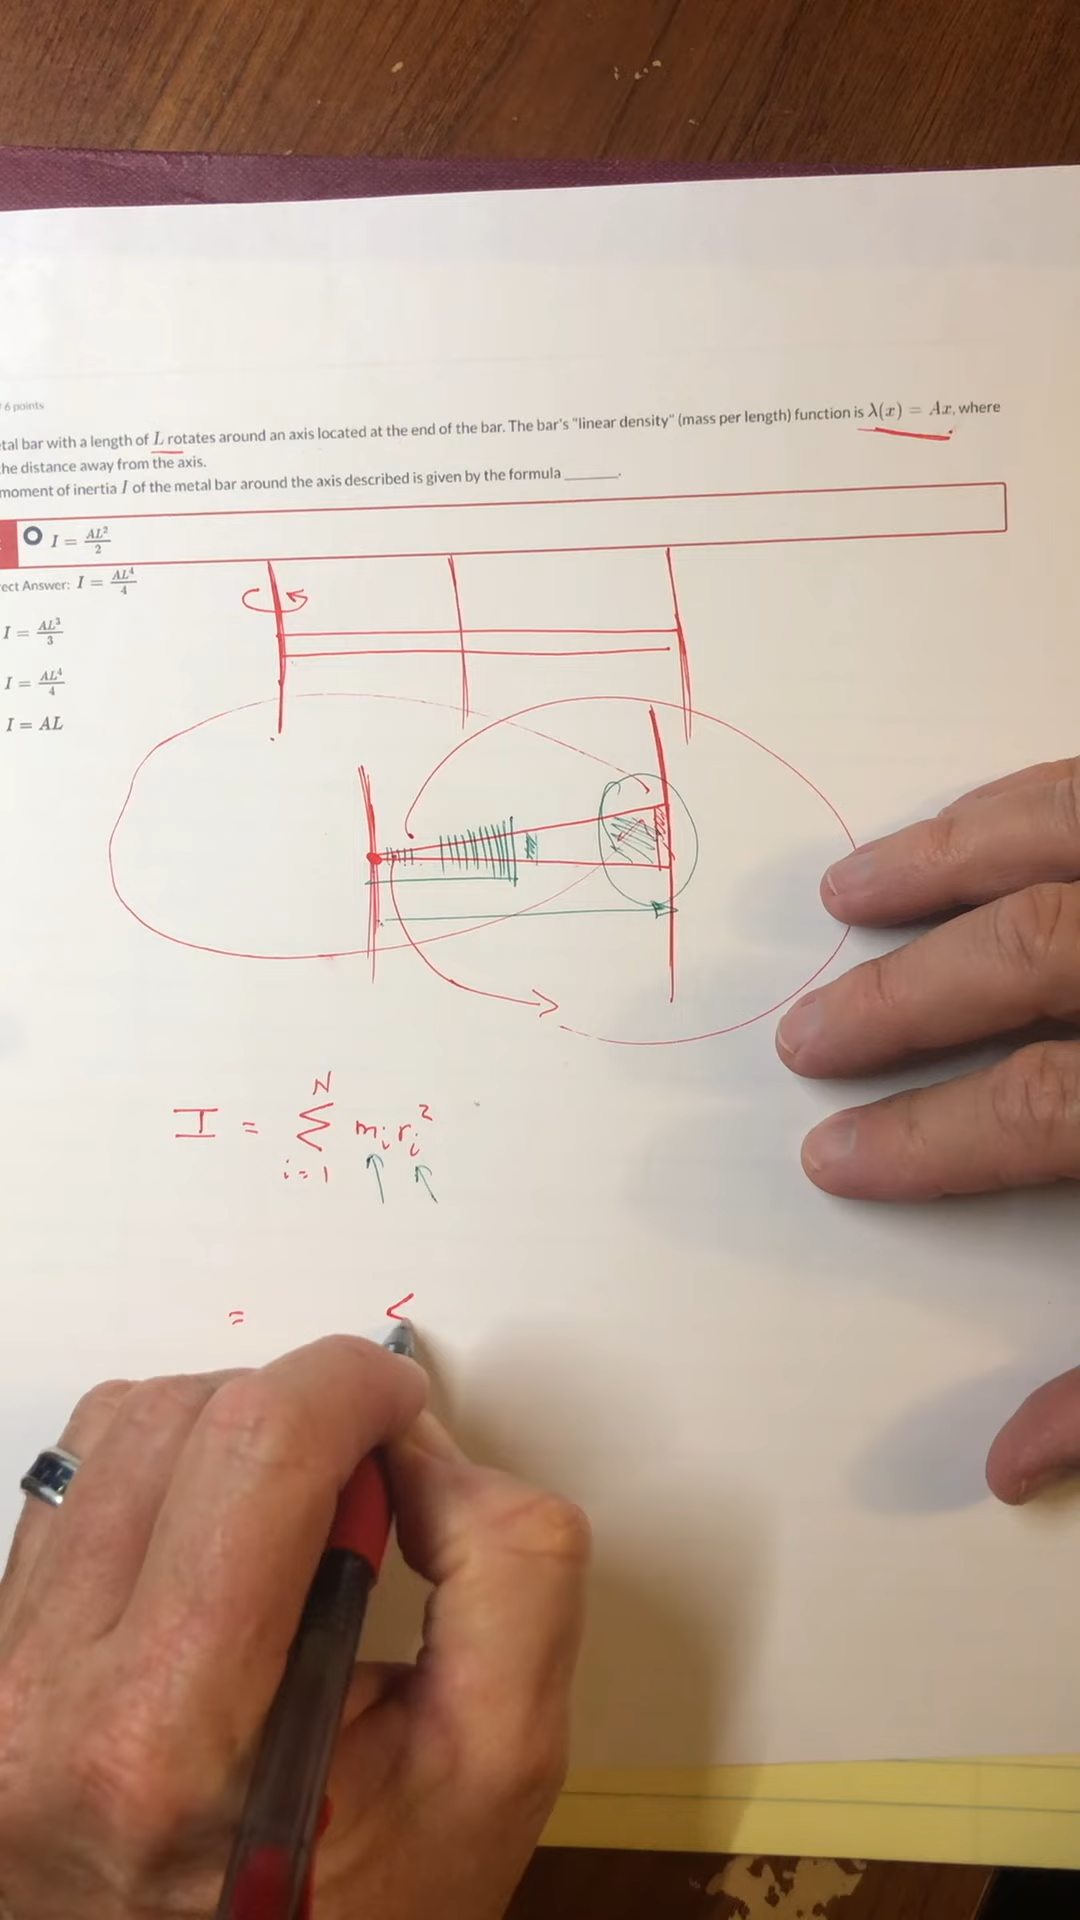 6 points
tal bar with a length of L rotates around an axis located at the end of the bar. The bar's "linear density" (mass per length) function is λ(x) = Ax, where
he distance away from the axis.
moment of inertia I of the metal bar around the axis described is given by the formula ______.
I = AL²/2
ect Answer: I = AL⁴/4
I = AL³/3
I = AL⁴/4
I = AL
N
I = Σ mᵢ rᵢ²
i = 1
=